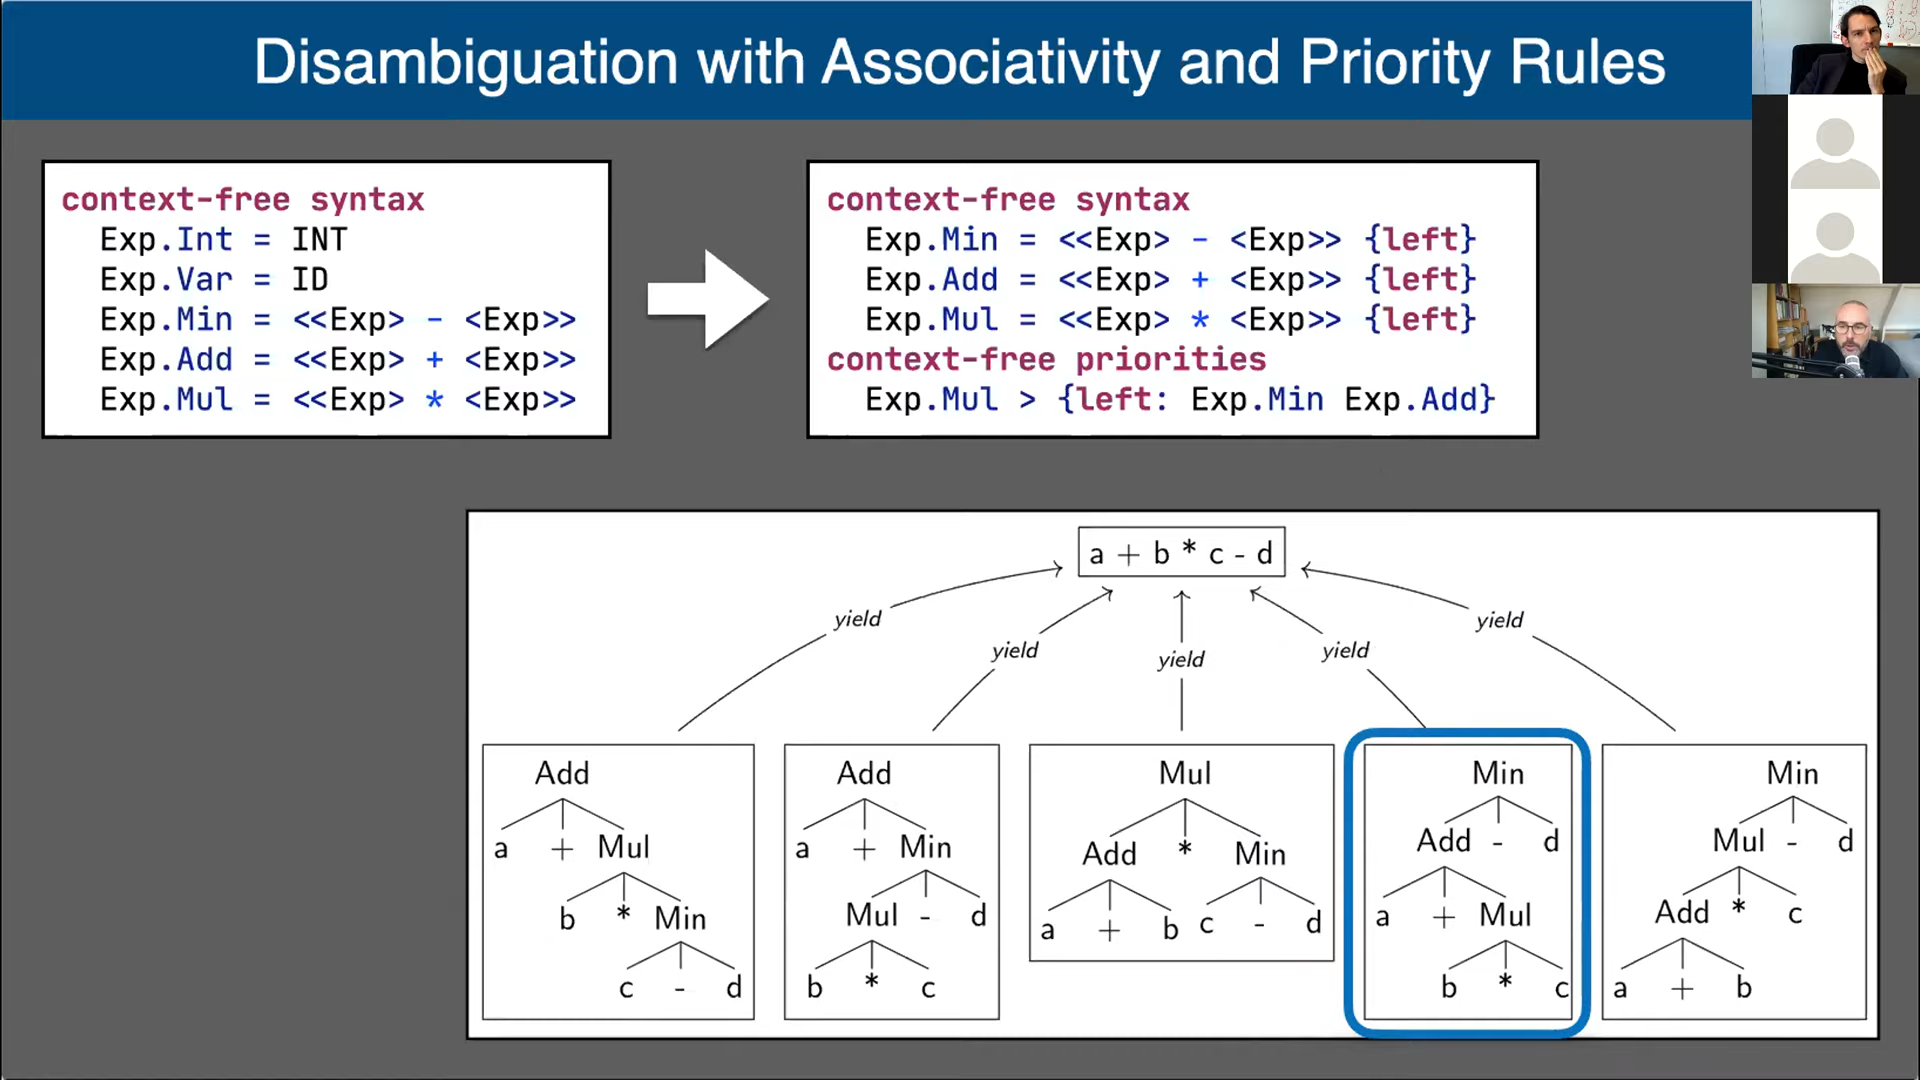 Disambiguation with Associativity and Priority Rules
context-free syntax
Exp.Int = INT
Exp.Var = ID
Exp.Min = <<Exp> - <Exp>>
Exp.Add = <<Exp> + <Exp>>
Exp.Mul = <<Exp> * <Exp>>
context-free syntax
Exp.Min = <<Exp> - <Exp>> {left}
Exp.Add = <<Exp> + <Exp>> {left}
Exp.Mul = <<Exp> * <Exp>> {left}
context-free priorities
Exp.Mul > {left: Exp.Min Exp.Add}
a + b * c - d
yield
yield
yield
yield
yield
Add
a + Mul
b * Min
c - d
Add
a + Min
Mul - d
b * c
Mul
Add * Min
a + b c - d
Min
Add - d
a + Mul
b * c
Min
Mul - d
Add * c
a + b